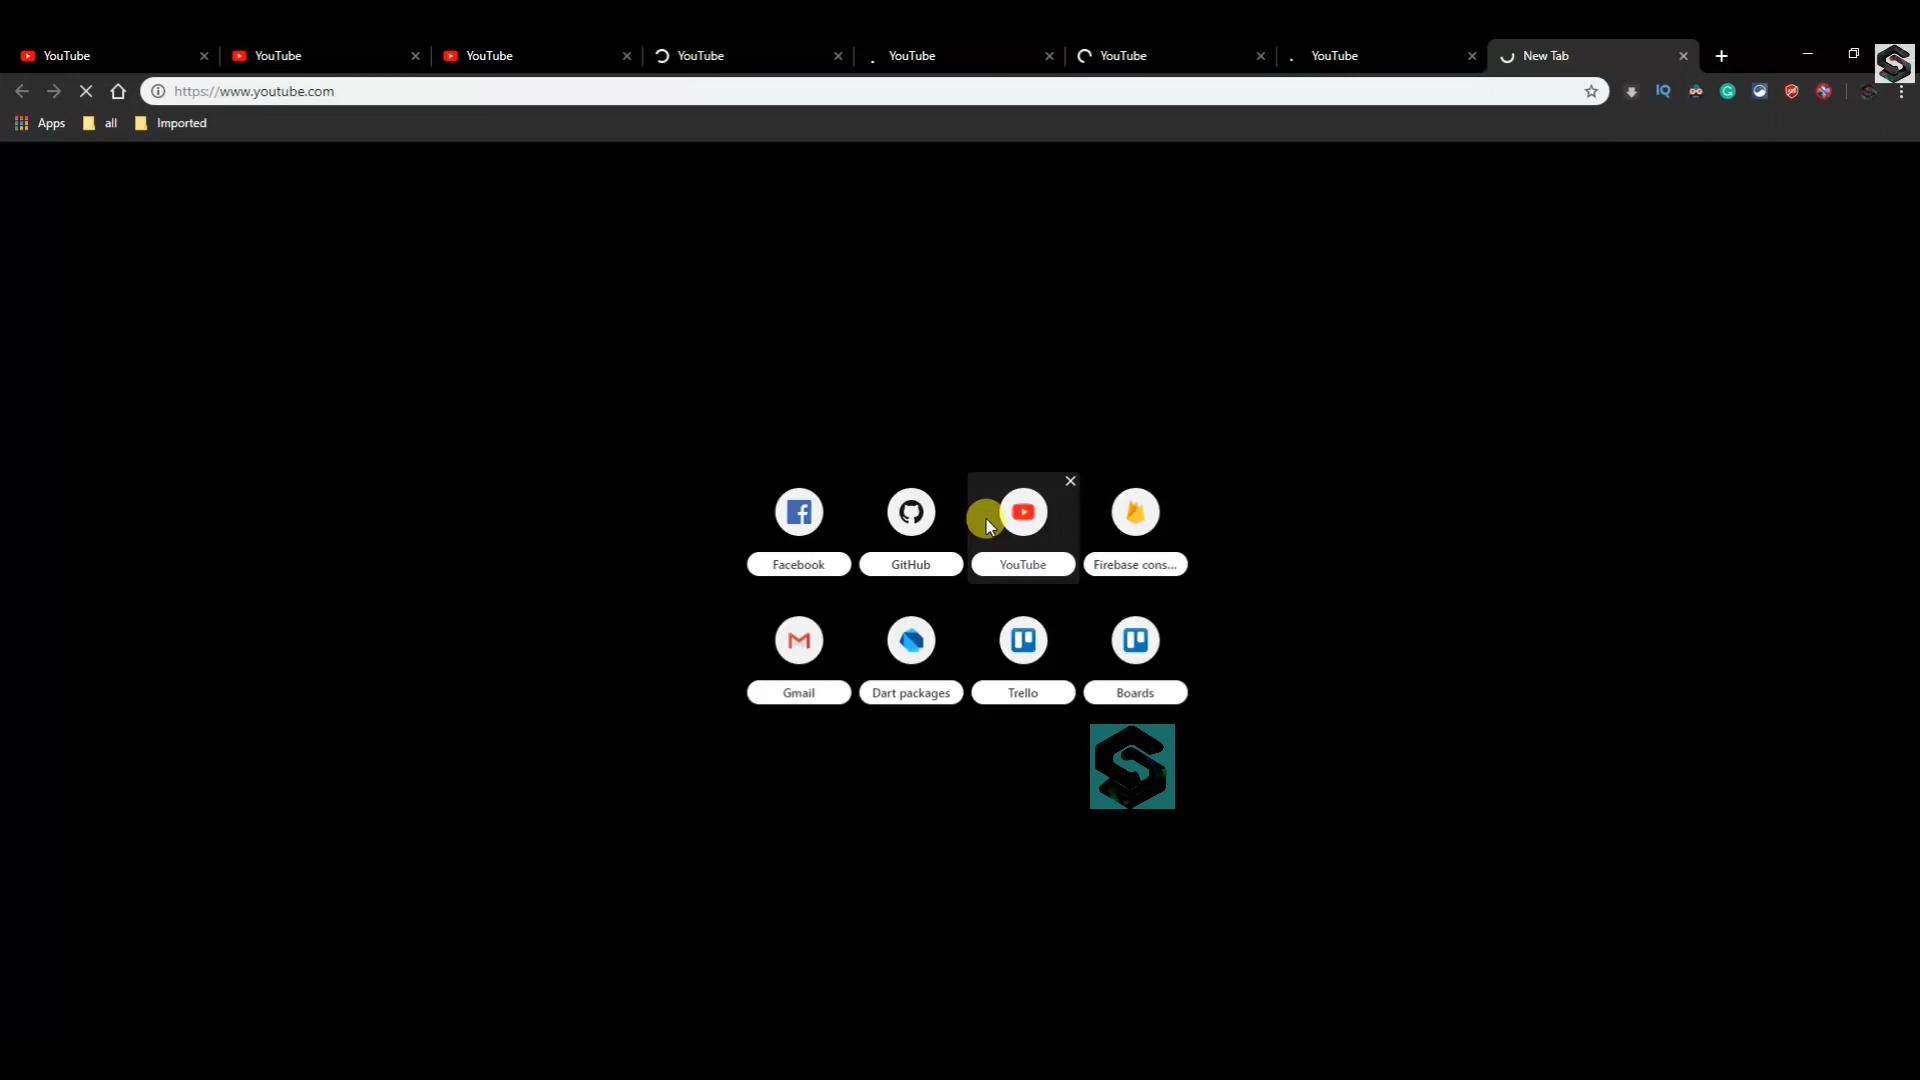 YouTube YouTube YouTube YouTube YouTube YouTube YouTube New Tab
https://www.youtube.com IQ
Apps all Imported
Facebook GitHub YouTube Firebase cons...
Gmail Dart packages Trello Boards